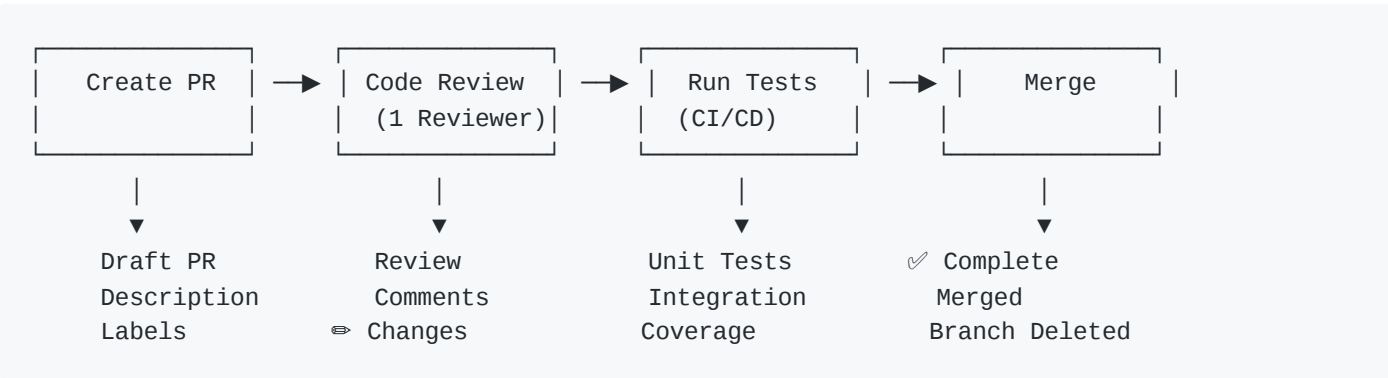 Create PR ──▶ Code Review ──▶ Run Tests ──▶ Merge
(1 Reviewer) (CI/CD)
Draft PR Review Unit Tests ✅ Complete
Description Comments Integration Merged
Labels ✏ Changes Coverage Branch Deleted